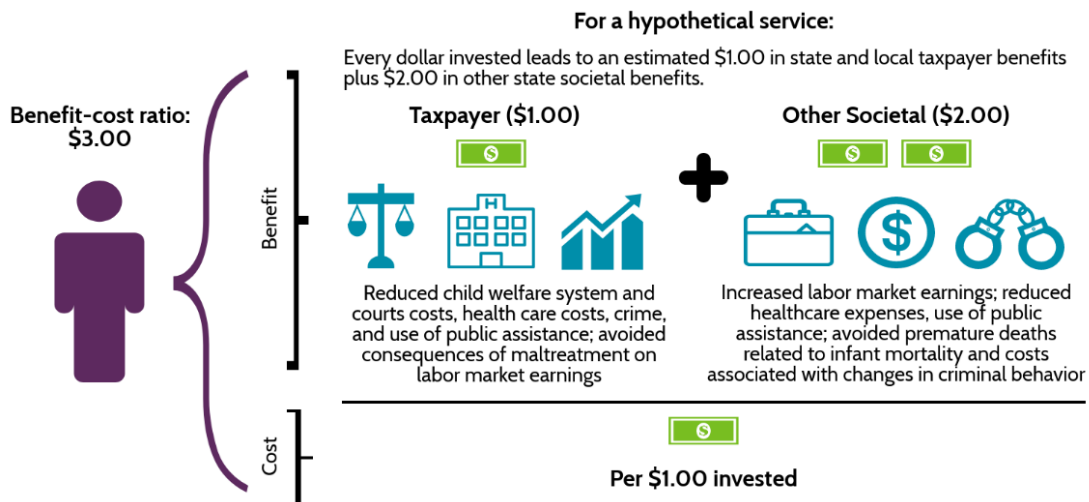 For a hypothetical service:
Every dollar invested leads to an estimated $1.00 in state and local taxpayer benefits
plus $2.00 in other state societal benefits.
Benefit-cost ratio:
$3.00
Benefit
Taxpayer ($1.00)
$
Reduced child welfare system and
courts costs, health care costs, crime,
and use of public assistance; avoided
consequences of maltreatment on
labor market earnings
Other Societal ($2.00)
$ $
H
$
Increased labor market earnings; reduced
healthcare expenses, use of public
assistance; avoided premature deaths
related to infant mortality and costs
associated with changes in criminal behavior
Cost
$
Per $1.00 invested